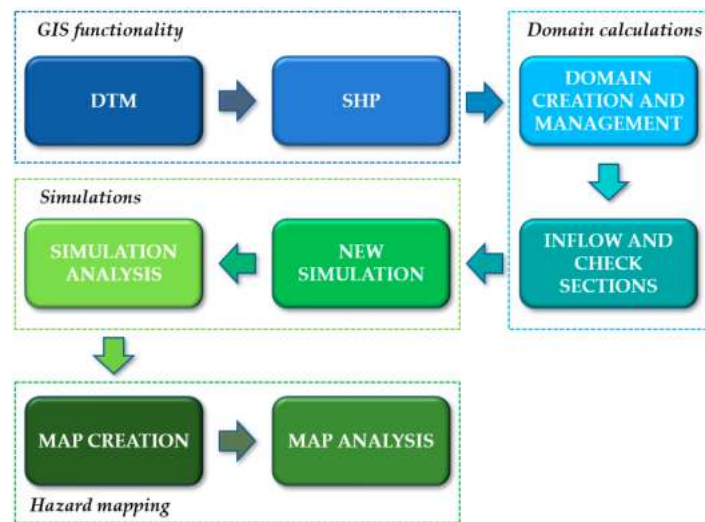 GIS functionality
DTM
SHP
Domain calculations
DOMAIN
CREATION AND
MANAGEMENT
INFLOW AND
CHECK
SECTIONS
Simulations
NEW
SIMULATION
SIMULATION
ANALYSIS
MAP CREATION
MAP ANALYSIS
Hazard mapping